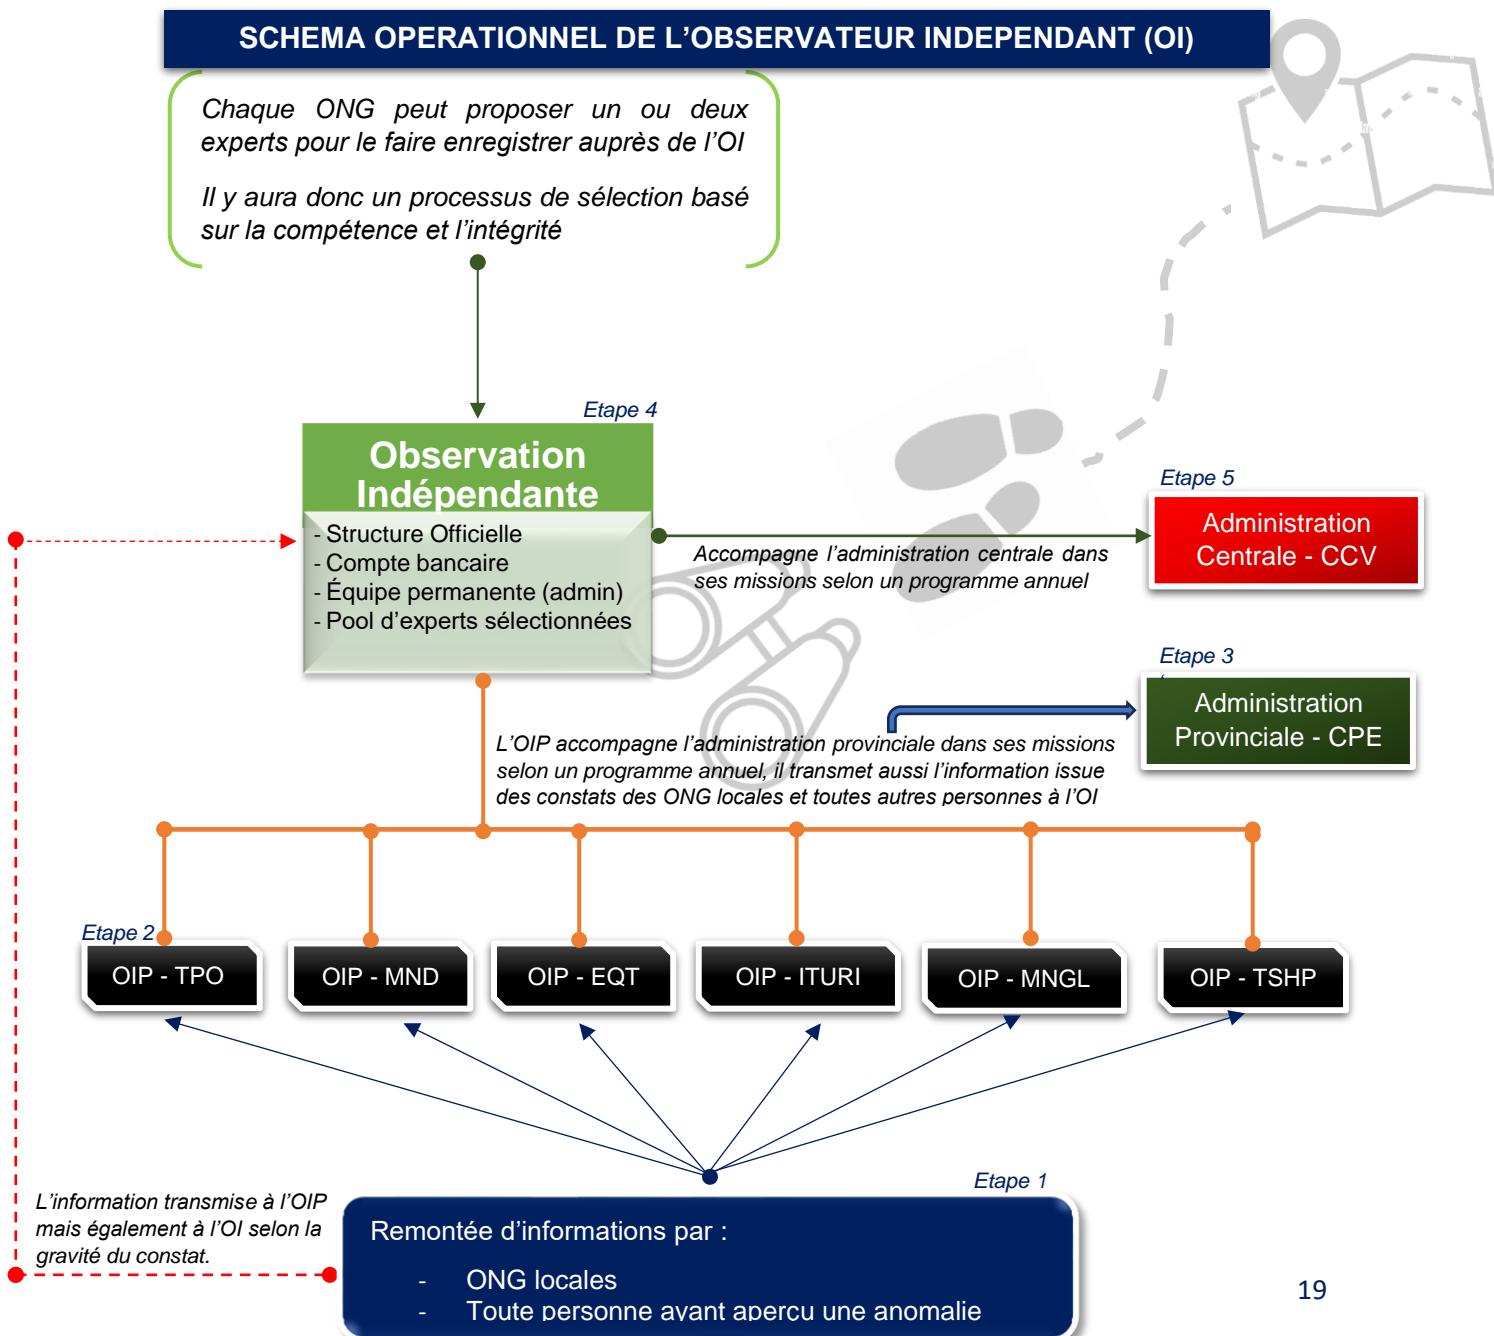 SCHEMA OPERATIONNEL DE L’OBSERVATEUR INDEPENDANT (OI)
Chaque ONG peut proposer un ou deux
experts pour le faire enregistrer auprès de l’OI
Il y aura donc un processus de sélection basé
sur la compétence et l’intégrité
Etape 4
Observation
Indépendante
- Structure Officielle
- Compte bancaire
- Équipe permanente (admin)
- Pool d’experts sélectionnées
Accompagne l’administration centrale dans
ses missions selon un programme annuel
Etape 5
Administration
Centrale - CCV
Etape 3
Administration
Provinciale - CPE
L’OIP accompagne l’administration provinciale dans ses missions
selon un programme annuel, il transmet aussi l’information issue
des constats des ONG locales et toutes autres personnes à l’OI
Etape 2
OIP - TPO
OIP - MND
OIP - EQT
OIP - ITURI
OIP - MNGL
OIP - TSHP
Etape 1
L’information transmise à l’OIP
mais également à l’OI selon la
gravité du constat.
Remontée d’informations par :
- ONG locales
- Toute personne ayant aperçu une anomalie
19